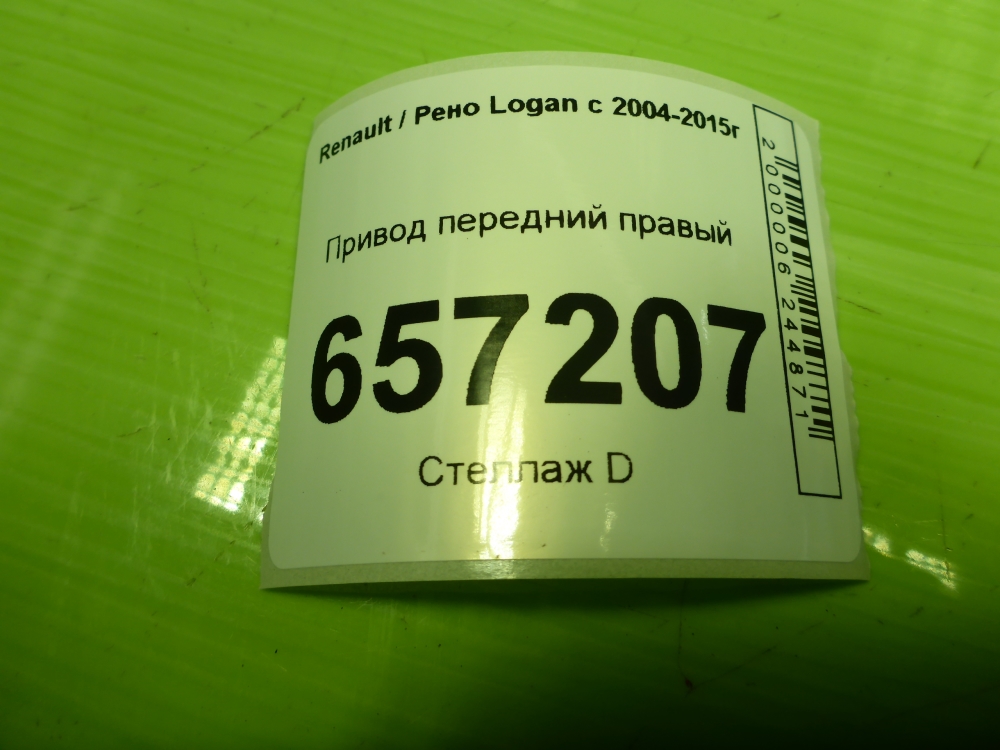 Renault / Рено Logan с 2004-2015г
Привод передний правый
657207
Стеллаж D
2000006244871